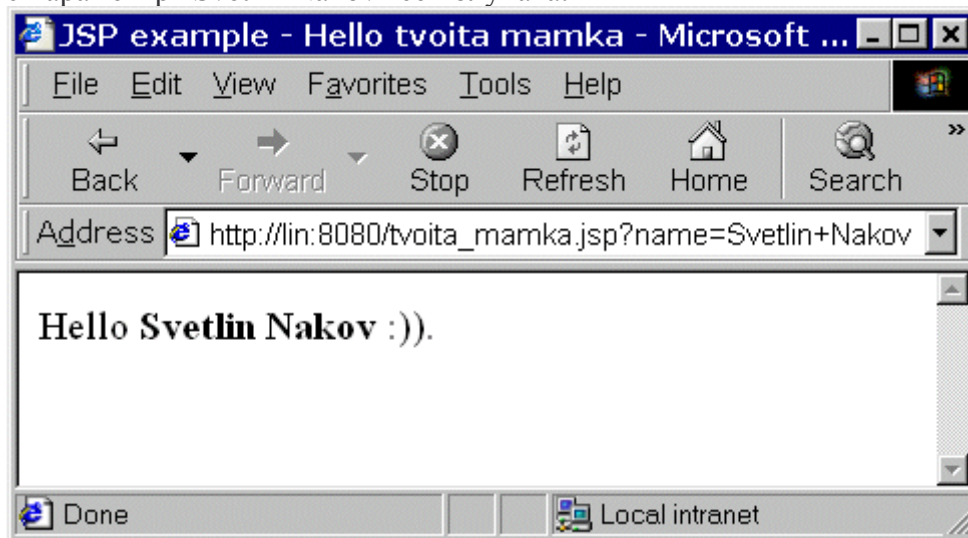 JSP example - Hello tvoita mamka - Microsoft ...
File Edit View Favorites Tools Help
Back Forward Stop Refresh Home Search »
Address http://lin:8080/tvoita_mamka.jsp?name=Svetlin+Nakov
Hello Svetlin Nakov :)).
Done Local intranet